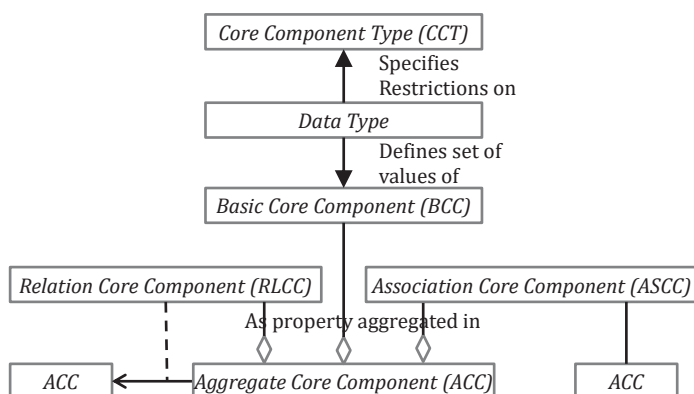 Core Component Type (CCT)
Specifies
Restrictions on
Data Type
Defines set of
values of
Basic Core Component (BCC)
Relation Core Component (RLCC)
Association Core Component (ASCC)
As property aggregated in
ACC
Aggregate Core Component (ACC)
ACC